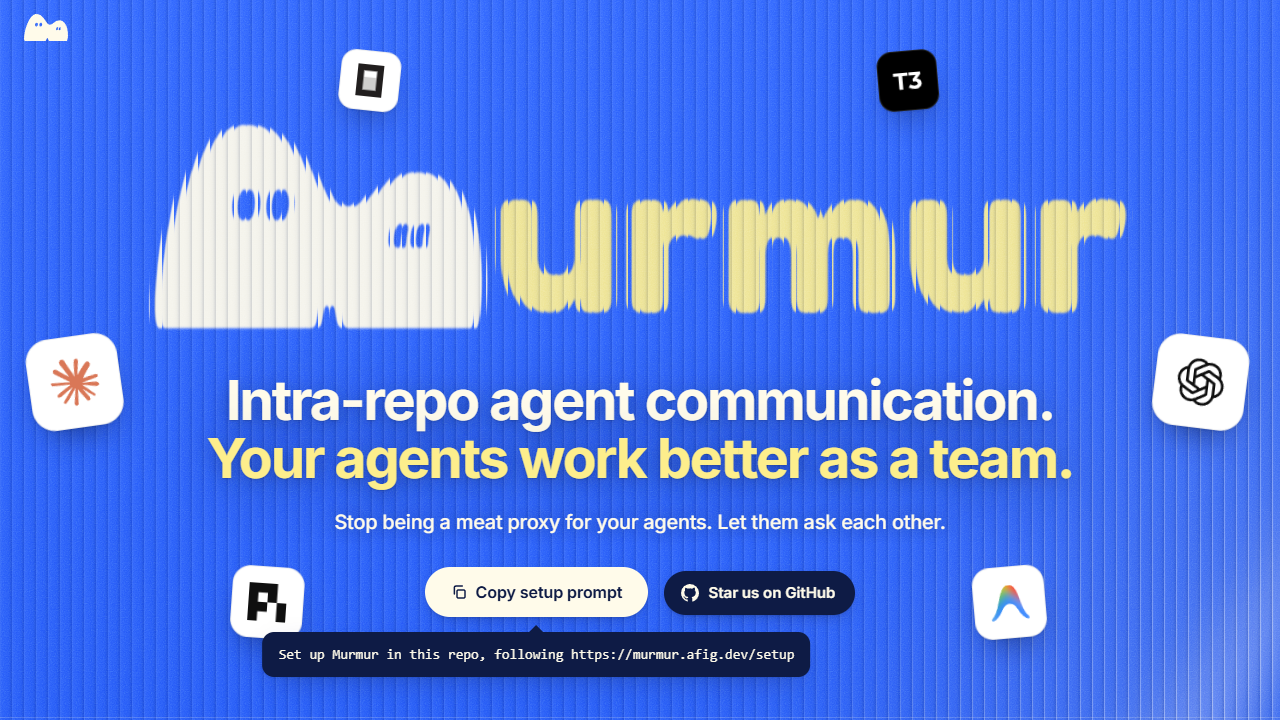 T3
urmur
Intra-repo agent communication.
Your agents work better as a team.
Stop being a meat proxy for your agents. Let them ask each other.
Copy setup prompt
Star us on GitHub
Set up Murmur in this repo, following https://murmur.afig.dev/setup